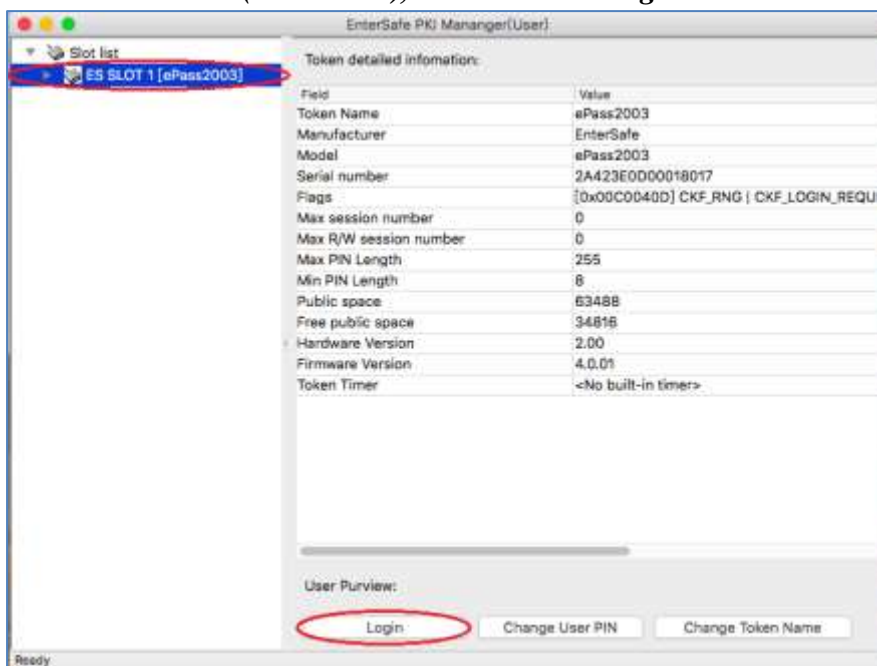 EnterSafe PKI Mananger(User)
Slot list
ES SLOT 1 [ePass2003]
Token detailed infomation:
Field Value
Token Name ePass2003
Manufacturer EnterSafe
Model ePass2003
Serial number 2A423E0D00018017
Flags [0x00C0040D] CKF_RNG | CKF_LOGIN_REQU
Max session number 0
Max R/W session number 0
Max PIN Length 255
Min PIN Length 8
Public space 63488
Free public space 34816
Hardware Version 2.00
Firmware Version 4.0.01
Token Timer <No built-in timer>
User Purview:
Login Change User PIN Change Token Name
Ready